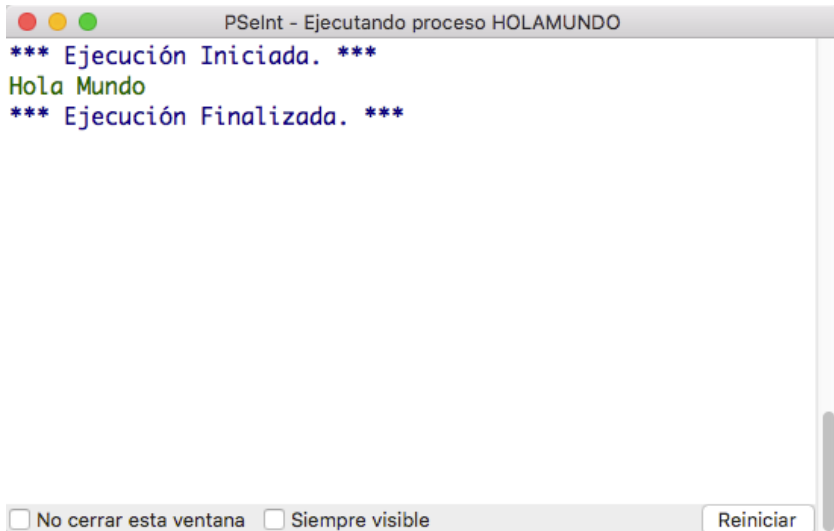 PSeInt - Ejecutando proceso HOLAMUNDO
*** Ejecución Iniciada. ***
Hola Mundo
*** Ejecución Finalizada. ***
No cerrar esta ventana Siempre visible Reiniciar